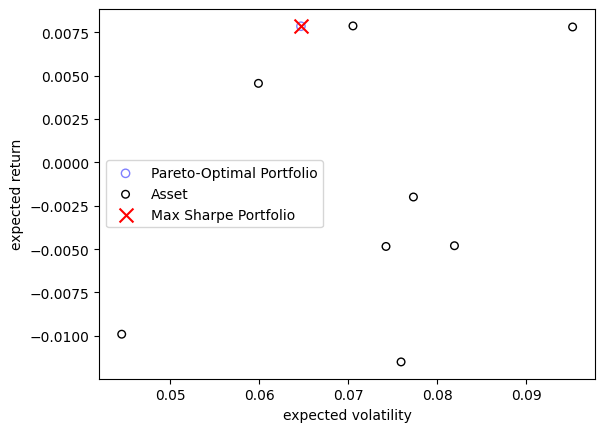 0.0075
0.0050
0.0025
0.0000
−0.0025
−0.0050
−0.0075
−0.0100
expected return
Pareto-Optimal Portfolio
Asset
Max Sharpe Portfolio
0.05 0.06 0.07 0.08 0.09
expected volatility